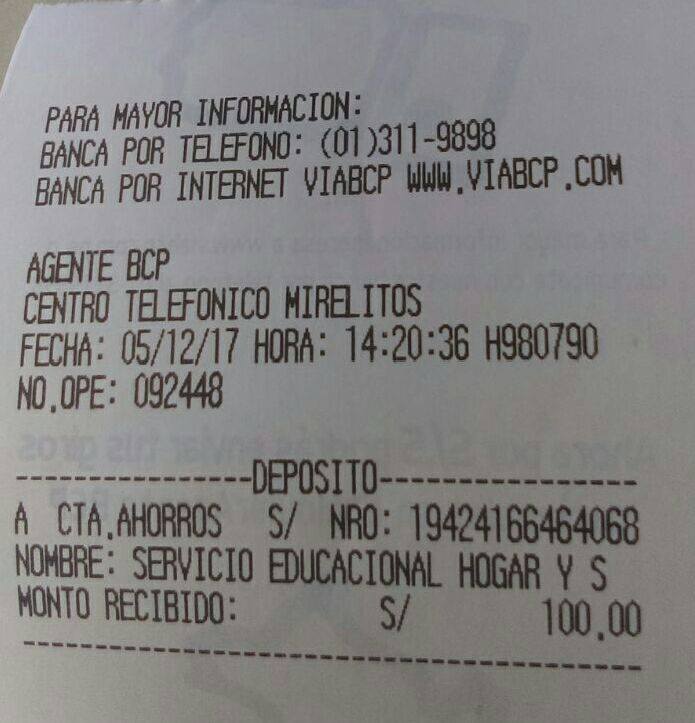 PARA MAYOR INFORMACION:
BANCA POR TELEFONO: (01)311-9898
BANCA POR INTERNET VIABCP WWW.VIABCP.COM
AGENTE BCP
CENTRO TELEFONICO MIRELITOS
FECHA: 05/12/17 HORA: 14:20:36 H980790
NO.OPE: 092448
----------------DEPOSITO-----------------
A CTA.AHORROS S/ NRO: 19424166464068
NOMBRE: SERVICIO EDUCACIONAL HOGAR Y S
MONTO RECIBIDO: S/ 100.00
-----------------------------------------